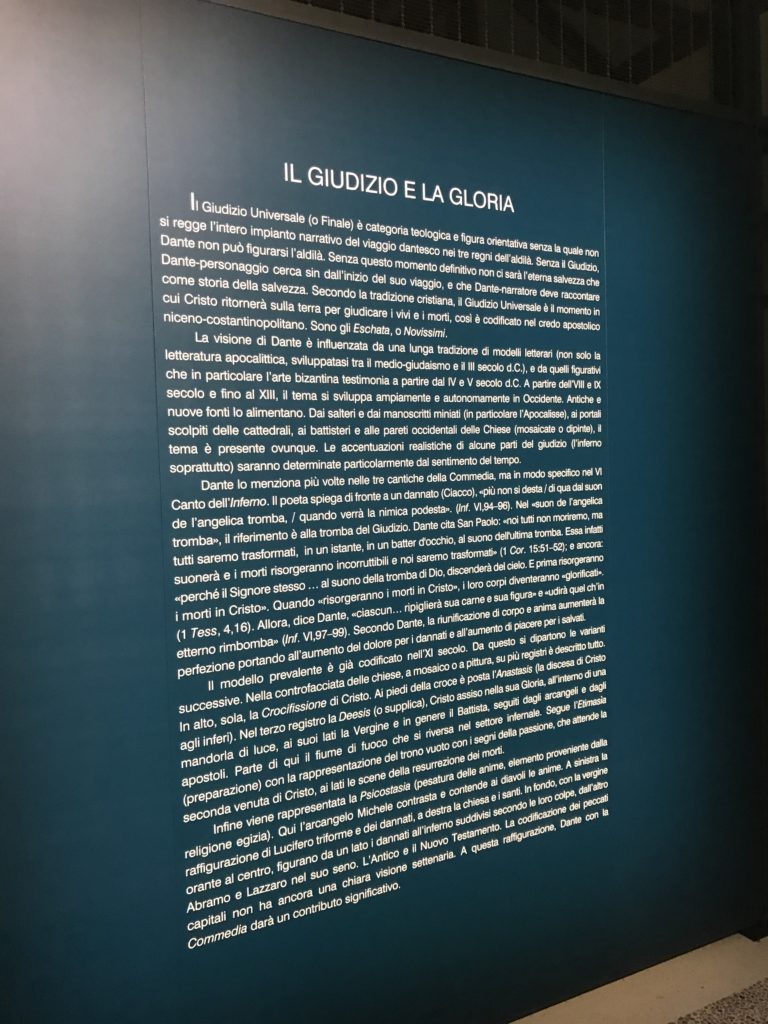 IL GIUDIZIO E LA GLORIA
Il Giudizio Universale (o Finale) è categoria teologica e figura orientativa senza la quale non
si regge l'intero impianto narrativo del viaggio dantesco nei tre regni dell'aldilà. Senza il Giudizio,
Dante non può figurarsi l'aldilà. Senza questo momento definitivo non ci sarà l'eterna salvezza che
Dante-personaggio cerca sin dall'inizio del suo viaggio, e che Dante-narratore deve raccontare
come storia della salvezza. Secondo la tradizione cristiana, il Giudizio Universale è il momento in
cui Cristo ritornerà sulla terra per giudicare i vivi e i morti, così è codificato nel credo apostolico
niceno-costantinopolitano. Sono gli Eschata, o Novissimi.
La visione di Dante è influenzata da una lunga tradizione di modelli letterari (non solo la
letteratura apocalittica, sviluppatasi tra il medio-giudaismo e il III secolo d.C.), e da quelli figurativi
che in particolare l'arte bizantina testimonia a partire dal IV e V secolo d.C. A partire dell'VIII e IX
secolo e fino al XIII, il tema si sviluppa ampiamente e autonomamente in Occidente. Antiche e
nuove fonti lo alimentano. Dai salteri e dai manoscritti miniati (in particolare l'Apocalisse), ai portali
scolpiti delle cattedrali, ai battisteri e alle pareti occidentali delle Chiese (mosaicate o dipinte), il
tema è presente ovunque. Le accentuazioni realistiche di alcune parti del giudizio (l'inferno
soprattutto) saranno determinate particolarmente dal sentimento del tempo.
Dante lo menziona più volte nelle tre cantiche della Commedia, ma in modo specifico nel VI
Canto dell'Inferno. Il poeta spiega di fronte a un dannato (Ciacco), «più non si desta / di qua dal suon
de l'angelica tromba, / quando verrà la nimica podesta». (Inf. VI,94–96). Nel «suon de l'angelica
tromba», il riferimento è alla tromba del Giudizio. Dante cita San Paolo: «noi tutti non moriremo, ma
tutti saremo trasformati, in un istante, in un batter d'occhio, al suono dell'ultima tromba. Essa infatti
suonerà e i morti risorgeranno incorruttibili e noi saremo trasformati» (1 Cor. 15:51–52); e ancora:
«perché il Signore stesso … al suono della tromba di Dio, discenderà del cielo. E prima risorgeranno
i morti in Cristo». Quando «risorgeranno i morti in Cristo», i loro corpi diventeranno «glorificati».
(1 Tess, 4,16). Allora, dice Dante, «ciascun… ripiglierà sua carne e sua figura» e «udirà quel ch'in
etterno rimbomba» (Inf. VI,97–99). Secondo Dante, la riunificazione di corpo e anima aumenterà la
perfezione portando all'aumento del dolore per i dannati e all'aumento di piacere per i salvati.
Il modello prevalente è già codificato nell'XI secolo. Da questo si dipartono le varianti
successive. Nella controfacciata delle chiese, a mosaico o a pittura, su più registri è descritto tutto.
In alto, sola, la Crocifissione di Cristo. Ai piedi della croce è posta l'Anastasis (la discesa di Cristo
agli inferi). Nel terzo registro la Deesis (o supplica), Cristo assiso nella sua Gloria, all'interno di una
mandorla di luce, ai suoi lati la Vergine e in genere il Battista, seguiti dagli arcangeli e dagli
apostoli. Parte di qui il fiume di fuoco che si riversa nel settore infernale. Segue l'Etimasia
(preparazione) con la rappresentazione del trono vuoto con i segni della passione, che attende la
seconda venuta di Cristo, ai lati le scene della resurrezione dei morti.
Infine viene rappresentata la Psicostasia (pesatura delle anime, elemento proveniente dalla
religione egizia). Qui l'arcangelo Michele contrasta e contende ai diavoli le anime. A sinistra la
raffigurazione di Lucifero triforme e dei dannati, a destra la chiesa e i santi. In fondo, con la vergine
orante al centro, figurano da un lato i dannati all'inferno suddivisi secondo le loro colpe, dall'altro
Abramo e Lazzaro nel suo seno. L'Antico e il Nuovo Testamento. La codificazione dei peccati
capitali non ha ancora una chiara visione settenaria. A questa raffigurazione, Dante con la
Commedia darà un contributo significativo.